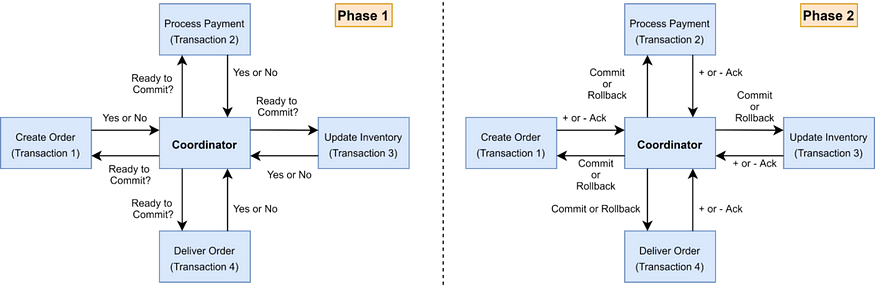 Phase 1
Process Payment
(Transaction 2)
Ready to
Commit?
Yes or No
Ready to
Commit?
Yes or No
Create Order
(Transaction 1)
Coordinator
Update Inventory
(Transaction 3)
Ready to
Commit?
Yes or No
Ready to
Commit?
Yes or No
Deliver Order
(Transaction 4)
Phase 2
Process Payment
(Transaction 2)
Commit
or
Rollback
+ or - Ack
Commit
or
Rollback
+ or - Ack
Create Order
(Transaction 1)
Coordinator
Update Inventory
(Transaction 3)
Commit
or
Rollback
+ or - Ack
Commit or Rollback
+ or - Ack
Deliver Order
(Transaction 4)